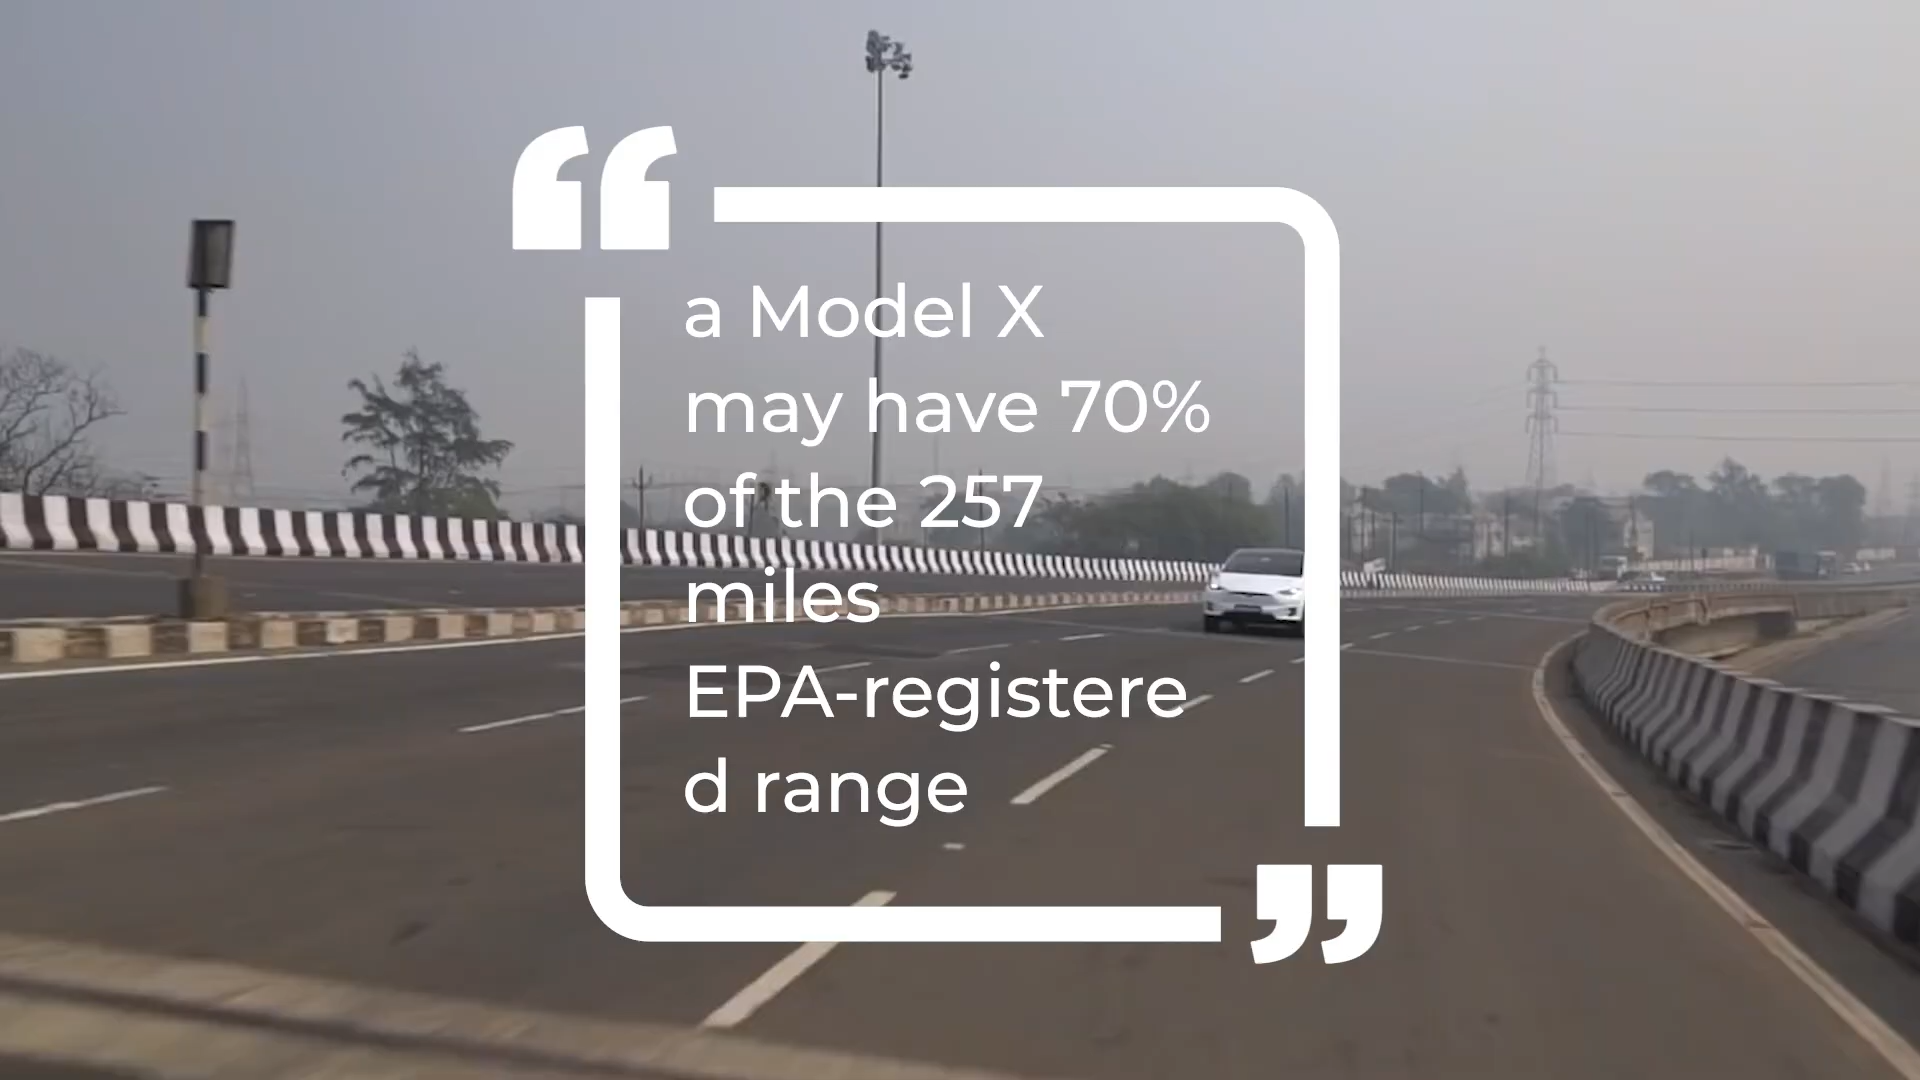 a Model X
may have 70%
of the 257
miles
EPA-registere
d range